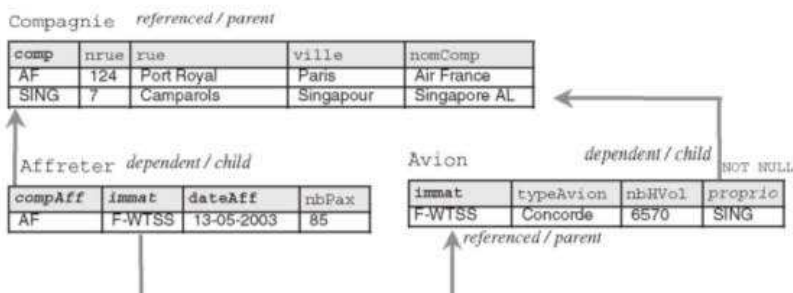 Compagnie referenced / parent
comp nrue rue ville nomComp
AF 124 Port Royal Paris Air France
SING 7 Camparols Singapour Singapore AL
Affreter dependent / child
compAff immat dateAff nbPax
AF F-WTSS 13-05-2003 85
Avion dependent / child NOT NULL
immat typeAvion nbHVol proprio
F-WTSS Concorde 6570 SING
referenced / parent